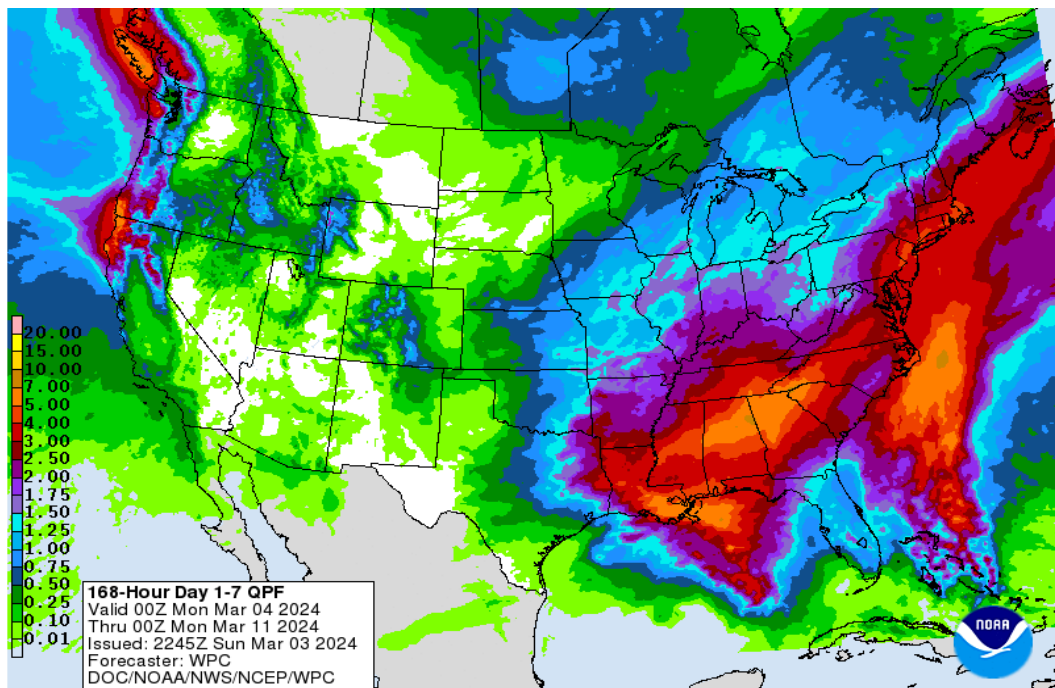 20.00
15.00
10.00
7.00
5.00
4.00
3.00
2.50
2.00
1.75
1.50
1.25
1.00
0.75
0.50
0.25
0.10
0.01
168-Hour Day 1-7 QPF
Valid 00Z Mon Mar 04 2024
Thru 00Z Mon Mar 11 2024
Issued: 2245Z Sun Mar 03 2024
Forecaster: WPC
DOC/NOAA/NWS/NCEP/WPC
NOAA